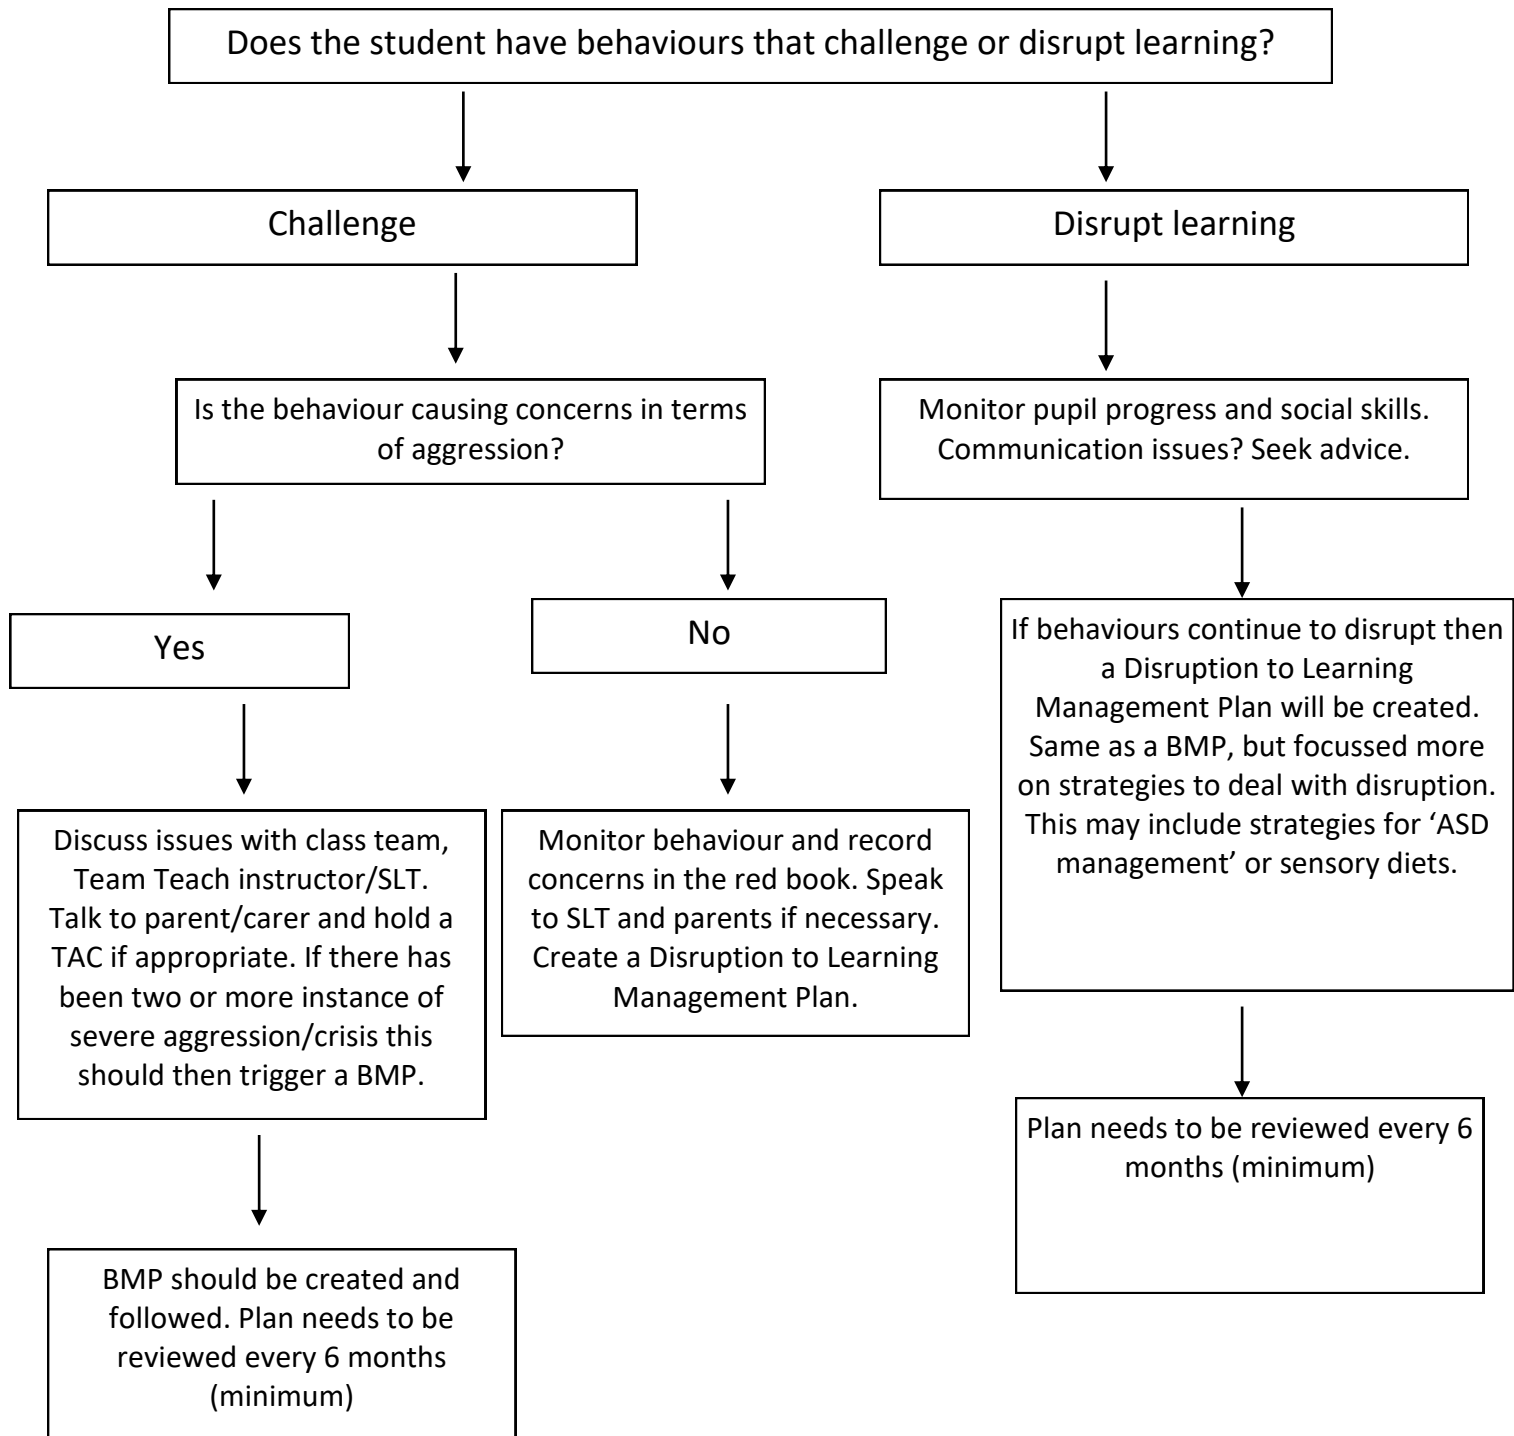 Does the student have behaviours that challenge or disrupt learning?
Challenge
Disrupt learning
Is the behaviour causing concerns in terms
of aggression?
Monitor pupil progress and social skills.
Communication issues? Seek advice.
Yes
No
If behaviours continue to disrupt then
a Disruption to Learning
Management Plan will be created.
Same as a BMP, but focussed more
on strategies to deal with disruption.
This may include strategies for ‘ASD
management’ or sensory diets.
Discuss issues with class team,
Team Teach instructor/SLT.
Talk to parent/carer and hold a
TAC if appropriate. If there has
been two or more instance of
severe aggression/crisis this
should then trigger a BMP.
Monitor behaviour and record
concerns in the red book. Speak
to SLT and parents if necessary.
Create a Disruption to Learning
Management Plan.
Plan needs to be reviewed every 6
months (minimum)
BMP should be created and
followed. Plan needs to be
reviewed every 6 months
(minimum)